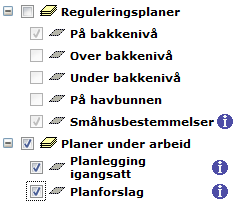 Reguleringsplaner
På bakkenivå
Over bakkenivå
Under bakkenivå
På havbunnen
Småhusbestemmelser
Planer under arbeid
Planlegging
igangsatt
Planforslag